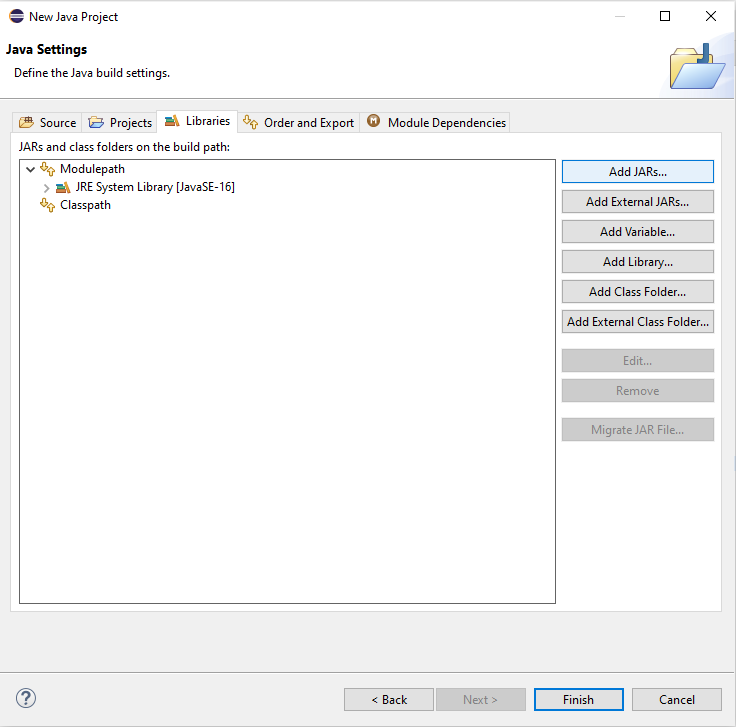 New Java Project
Java Settings
Define the Java build settings.
Source Projects Libraries Order and Export M Module Dependencies
JARs and class folders on the build path:
Modulepath
JRE System Library [JavaSE-16]
Classpath
Add JARs...
Add External JARs...
Add Variable...
Add Library...
Add Class Folder...
Add External Class Folder...
Edit...
Remove
Migrate JAR File...
?
< Back Next > Finish Cancel